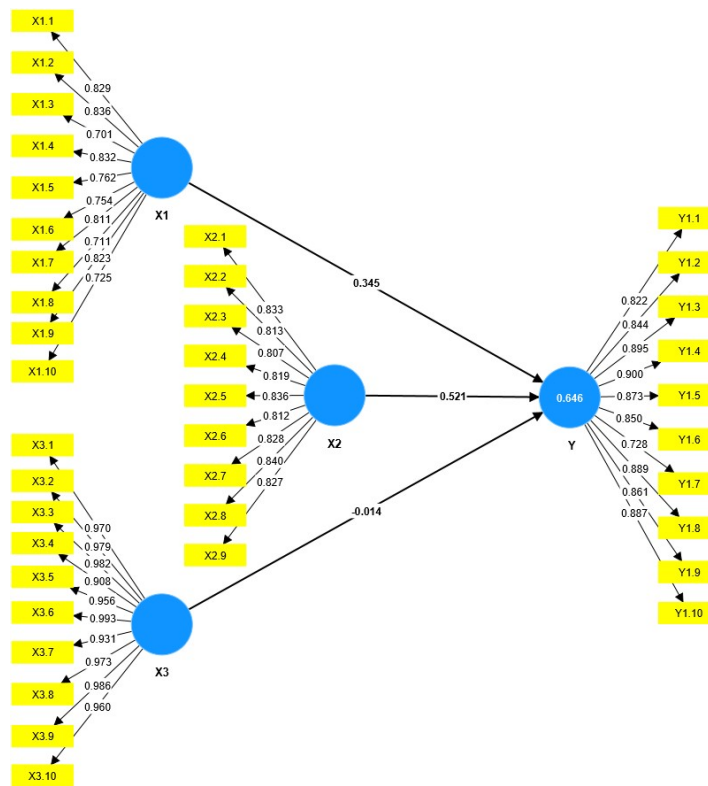 X1.1
X1.2
X1.3
X1.4
X1.5
X1.6
X1.7
X1.8
X1.9
X1.10
0.829
0.836
0.701
0.832
0.762
0.754
0.811
0.711
0.823
0.725
X1
0.345
X2.1
X2.2
X2.3
X2.4
X2.5
X2.6
X2.7
X2.8
X2.9
0.833
0.813
0.807
0.819
0.836
0.812
0.828
0.840
0.827
X2
0.521
X3.1
X3.2
X3.3
X3.4
X3.5
X3.6
X3.7
X3.8
X3.9
X3.10
0.970
0.979
0.982
0.908
0.956
0.993
0.931
0.973
0.986
0.960
X3
-0.014
0.646
Y
0.822
0.844
0.895
0.900
0.873
0.850
0.728
0.889
0.861
0.887
Y1.1
Y1.2
Y1.3
Y1.4
Y1.5
Y1.6
Y1.7
Y1.8
Y1.9
Y1.10